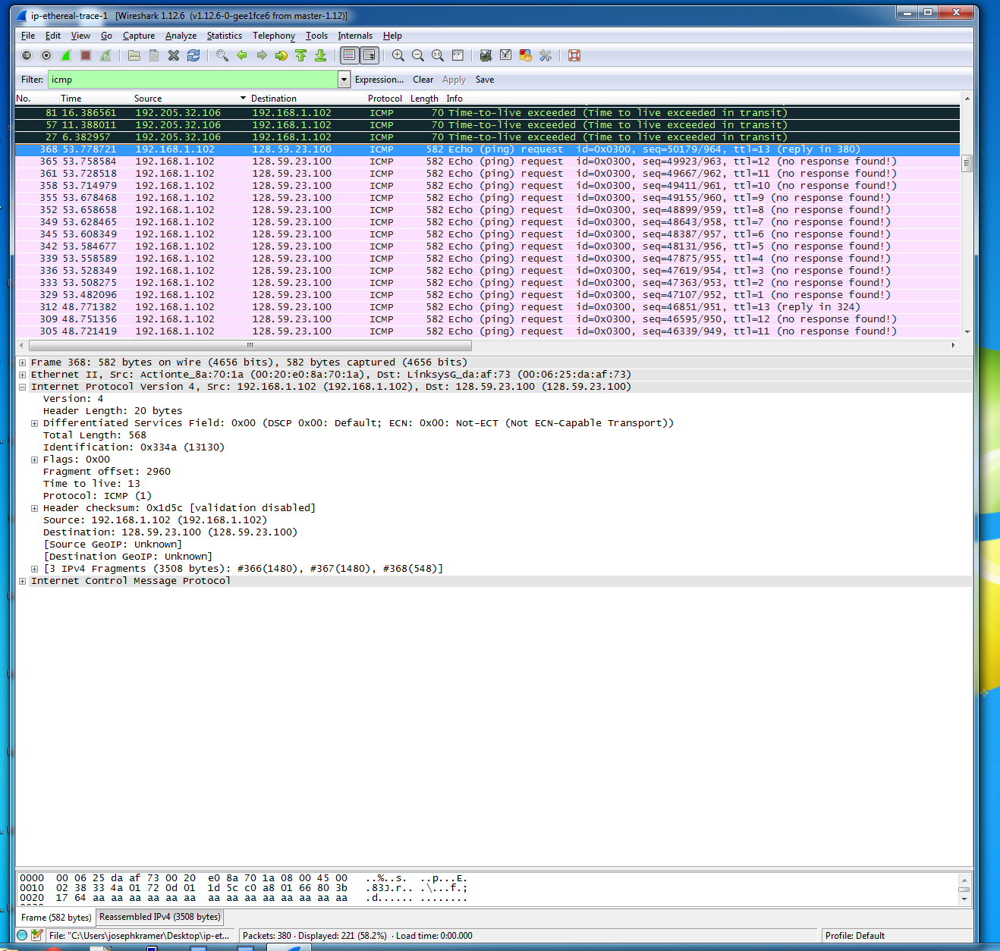 ip-ethereal-trace-1 [Wireshark 1.12.6 (v1.12.6-0-gee1fce6 from master-1.12)]
File Edit View Go Capture Analyze Statistics Telephony Tools Internals Help
Filter: icmp Expression... Clear Apply Save
No. Time Source Destination Protocol Length Info
81 16.386561 192.205.32.106 192.168.1.102 ICMP 70 Time-to-live exceeded (Time to live exceeded in transit)
57 11.388011 192.205.32.106 192.168.1.102 ICMP 70 Time-to-live exceeded (Time to live exceeded in transit)
27 6.382957 192.205.32.106 192.168.1.102 ICMP 70 Time-to-live exceeded (Time to live exceeded in transit)
368 53.778721 192.168.1.102 128.59.23.100 ICMP 582 Echo (ping) request id=0x0300, seq=50179/964, ttl=13 (reply in 380)
365 53.758584 192.168.1.102 128.59.23.100 ICMP 582 Echo (ping) request id=0x0300, seq=49923/963, ttl=12 (no response found!)
361 53.728518 192.168.1.102 128.59.23.100 ICMP 582 Echo (ping) request id=0x0300, seq=49667/962, ttl=11 (no response found!)
358 53.714979 192.168.1.102 128.59.23.100 ICMP 582 Echo (ping) request id=0x0300, seq=49411/961, ttl=10 (no response found!)
355 53.678468 192.168.1.102 128.59.23.100 ICMP 582 Echo (ping) request id=0x0300, seq=49155/960, ttl=9 (no response found!)
352 53.658658 192.168.1.102 128.59.23.100 ICMP 582 Echo (ping) request id=0x0300, seq=48899/959, ttl=8 (no response found!)
349 53.628465 192.168.1.102 128.59.23.100 ICMP 582 Echo (ping) request id=0x0300, seq=48643/958, ttl=7 (no response found!)
345 53.608349 192.168.1.102 128.59.23.100 ICMP 582 Echo (ping) request id=0x0300, seq=48387/957, ttl=6 (no response found!)
342 53.584677 192.168.1.102 128.59.23.100 ICMP 582 Echo (ping) request id=0x0300, seq=48131/956, ttl=5 (no response found!)
339 53.558589 192.168.1.102 128.59.23.100 ICMP 582 Echo (ping) request id=0x0300, seq=47875/955, ttl=4 (no response found!)
336 53.528349 192.168.1.102 128.59.23.100 ICMP 582 Echo (ping) request id=0x0300, seq=47619/954, ttl=3 (no response found!)
333 53.508275 192.168.1.102 128.59.23.100 ICMP 582 Echo (ping) request id=0x0300, seq=47363/953, ttl=2 (no response found!)
329 53.482096 192.168.1.102 128.59.23.100 ICMP 582 Echo (ping) request id=0x0300, seq=47107/952, ttl=1 (no response found!)
312 48.771382 192.168.1.102 128.59.23.100 ICMP 582 Echo (ping) request id=0x0300, seq=46851/951, ttl=13 (reply in 324)
309 48.751356 192.168.1.102 128.59.23.100 ICMP 582 Echo (ping) request id=0x0300, seq=46595/950, ttl=12 (no response found!)
305 48.721419 192.168.1.102 128.59.23.100 ICMP 582 Echo (ping) request id=0x0300, seq=46339/949, ttl=11 (no response found!)
Frame 368: 582 bytes on wire (4656 bits), 582 bytes captured (4656 bits)
Ethernet II, Src: Actionte_8a:70:1a (00:20:e0:8a:70:1a), Dst: LinksysG_da:af:73 (00:06:25:da:af:73)
Internet Protocol Version 4, Src: 192.168.1.102 (192.168.1.102), Dst: 128.59.23.100 (128.59.23.100)
Version: 4
Header Length: 20 bytes
Differentiated Services Field: 0x00 (DSCP 0x00: Default; ECN: 0x00: Not-ECT (Not ECN-Capable Transport))
Total Length: 568
Identification: 0x334a (13130)
Flags: 0x00
Fragment offset: 2960
Time to live: 13
Protocol: ICMP (1)
Header checksum: 0x1d5c [validation disabled]
Source: 192.168.1.102 (192.168.1.102)
Destination: 128.59.23.100 (128.59.23.100)
[Source GeoIP: Unknown]
[Destination GeoIP: Unknown]
[3 IPv4 Fragments (3508 bytes): #366(1480), #367(1480), #368(548)]
Internet Control Message Protocol
0000 00 06 25 da af 73 00 20 e0 8a 70 1a 08 00 45 00 ..%..s. ..p...E.
0010 02 38 33 4a 01 72 0d 01 1d 5c c0 a8 01 66 80 3b .83J.r.. .\...f.;
0020 17 64 aa aa aa aa aa aa aa aa aa aa aa aa aa aa .d...... ........
Frame (582 bytes) Reassembled IPv4 (3508 bytes)
File: "C:\Users\josephkramer\Desktop\ip-et... Packets: 380 · Displayed: 221 (58.2%) · Load time: 0:00.000 Profile: Default